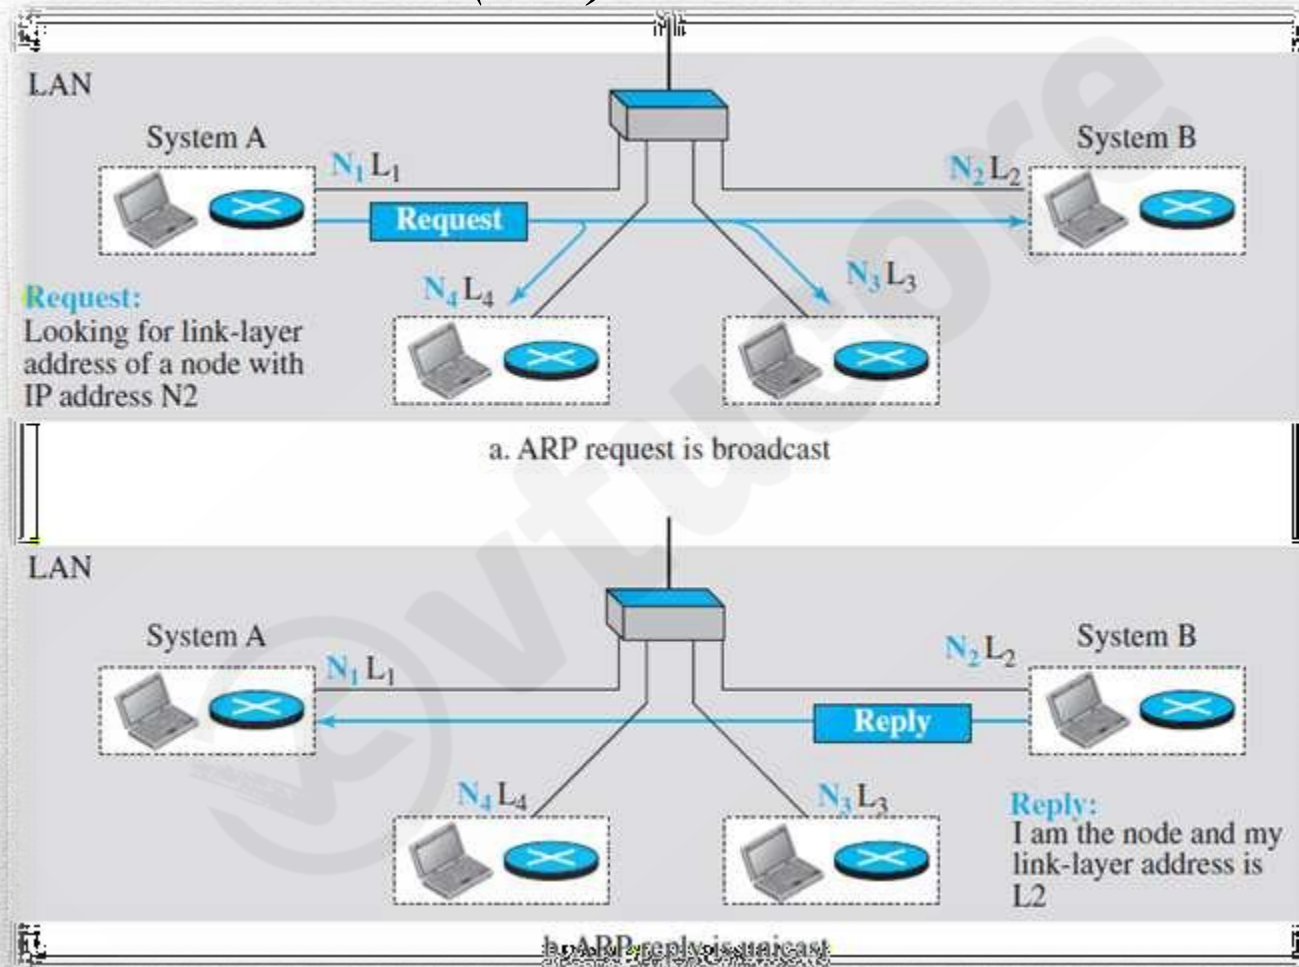 LAN
System A
System B
N1 L1
N2 L2
Request
N4 L4
N3 L3
Request:
Looking for link-layer
address of a node with
IP address N2
a. ARP request is broadcast
LAN
System A
System B
N1 L1
N2 L2
Reply
N4 L4
N3 L3
Reply:
I am the node and my
link-layer address is
L2
b. ARP reply is unicast
vtucore